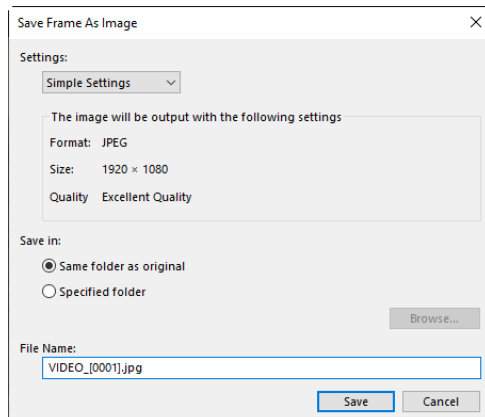 Save Frame As Image
Settings:
Simple Settings
The image will be output with the following settings
Format: JPEG
Size: 1920 × 1080
Quality Excellent Quality
Save in:
Same folder as original
Specified folder
Browse...
File Name:
VIDEO_[0001].jpg
Save Cancel